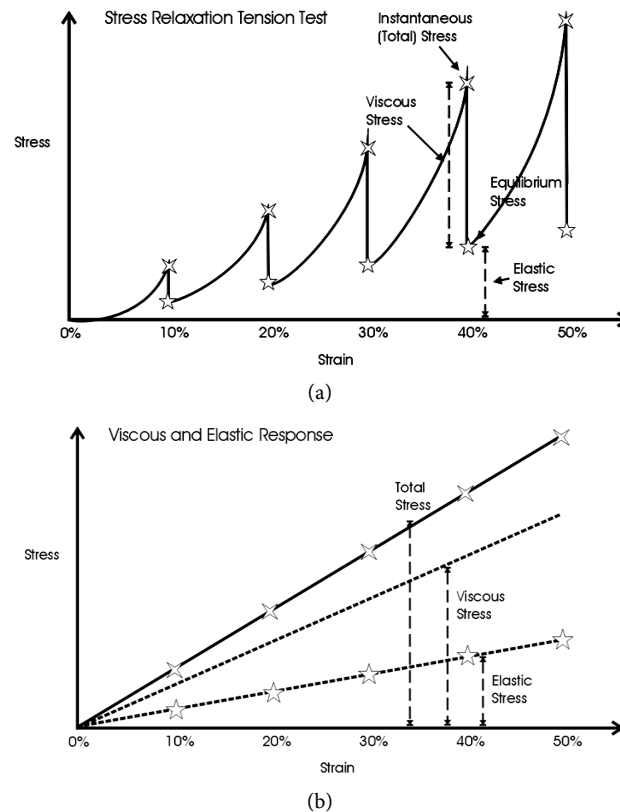 Stress Relaxation Tension Test
Instantaneous
(Total) Stress
Viscous
Stress
Stress
Equilibrium
Stress
Elastic
Stress
0%
10%
20%
30%
40%
50%
Strain
(a)
Viscous and Elastic Response
Total
Stress
Stress
Viscous
Stress
Elastic
Stress
0%
10%
20%
30%
40%
50%
Strain
(b)